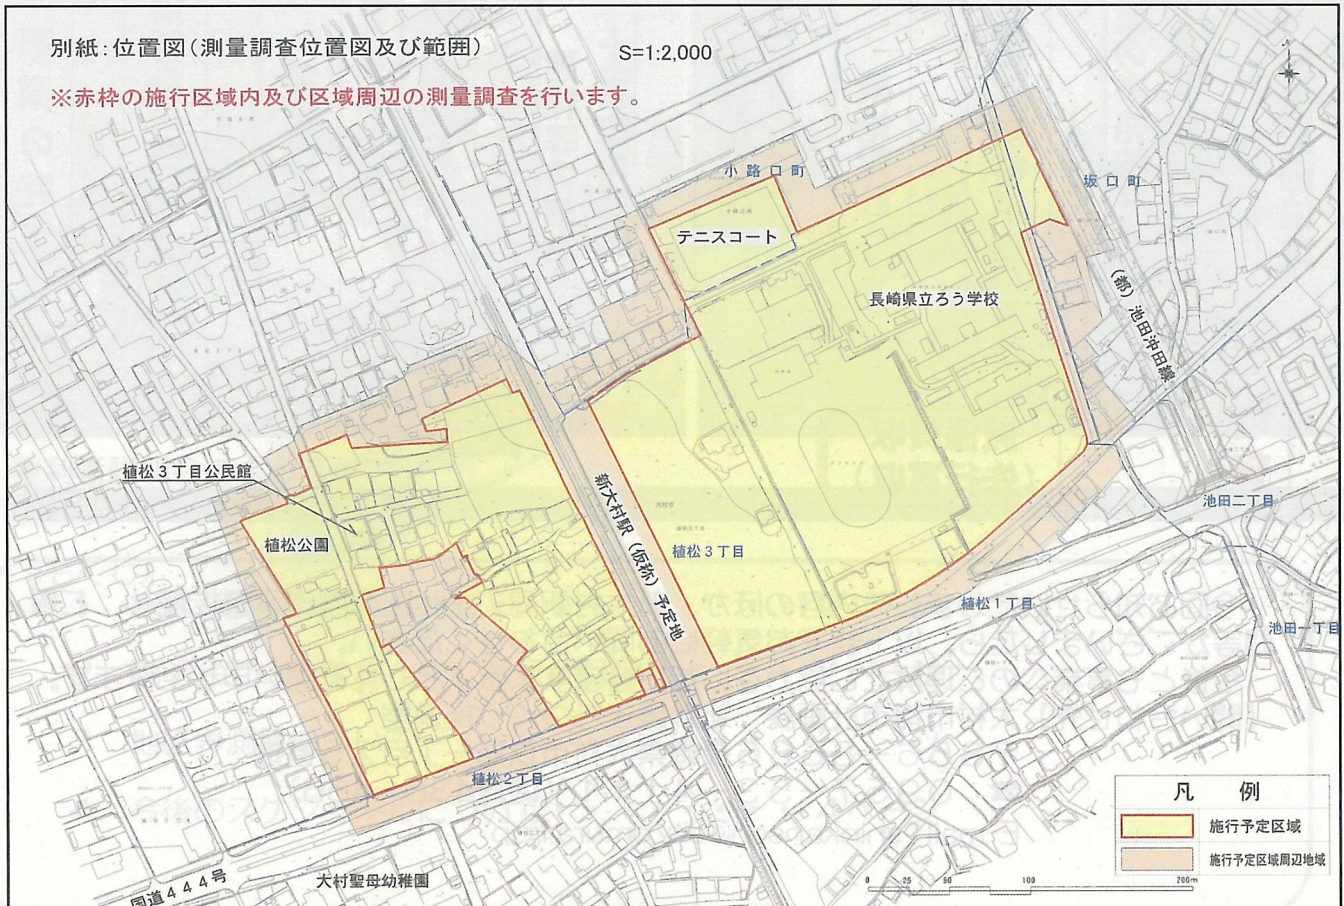 別紙：位置図（測量調査位置図及び範囲）
S=1:2,000
※赤枠の施行区域内及び区域周辺の測量調査を行います。
小路口町
坂口町
テニスコート
長崎県立ろう学校
（都）池田沖田線
植松３丁目公民館
植松公園
新大村駅（仮称）予定地
植松３丁目
池田二丁目
植松１丁目
池田一丁目
植松２丁目
国道４４４号
大村聖母幼稚園
凡　例
施行予定区域
施行予定区域周辺地域
0 25 50 100 200m